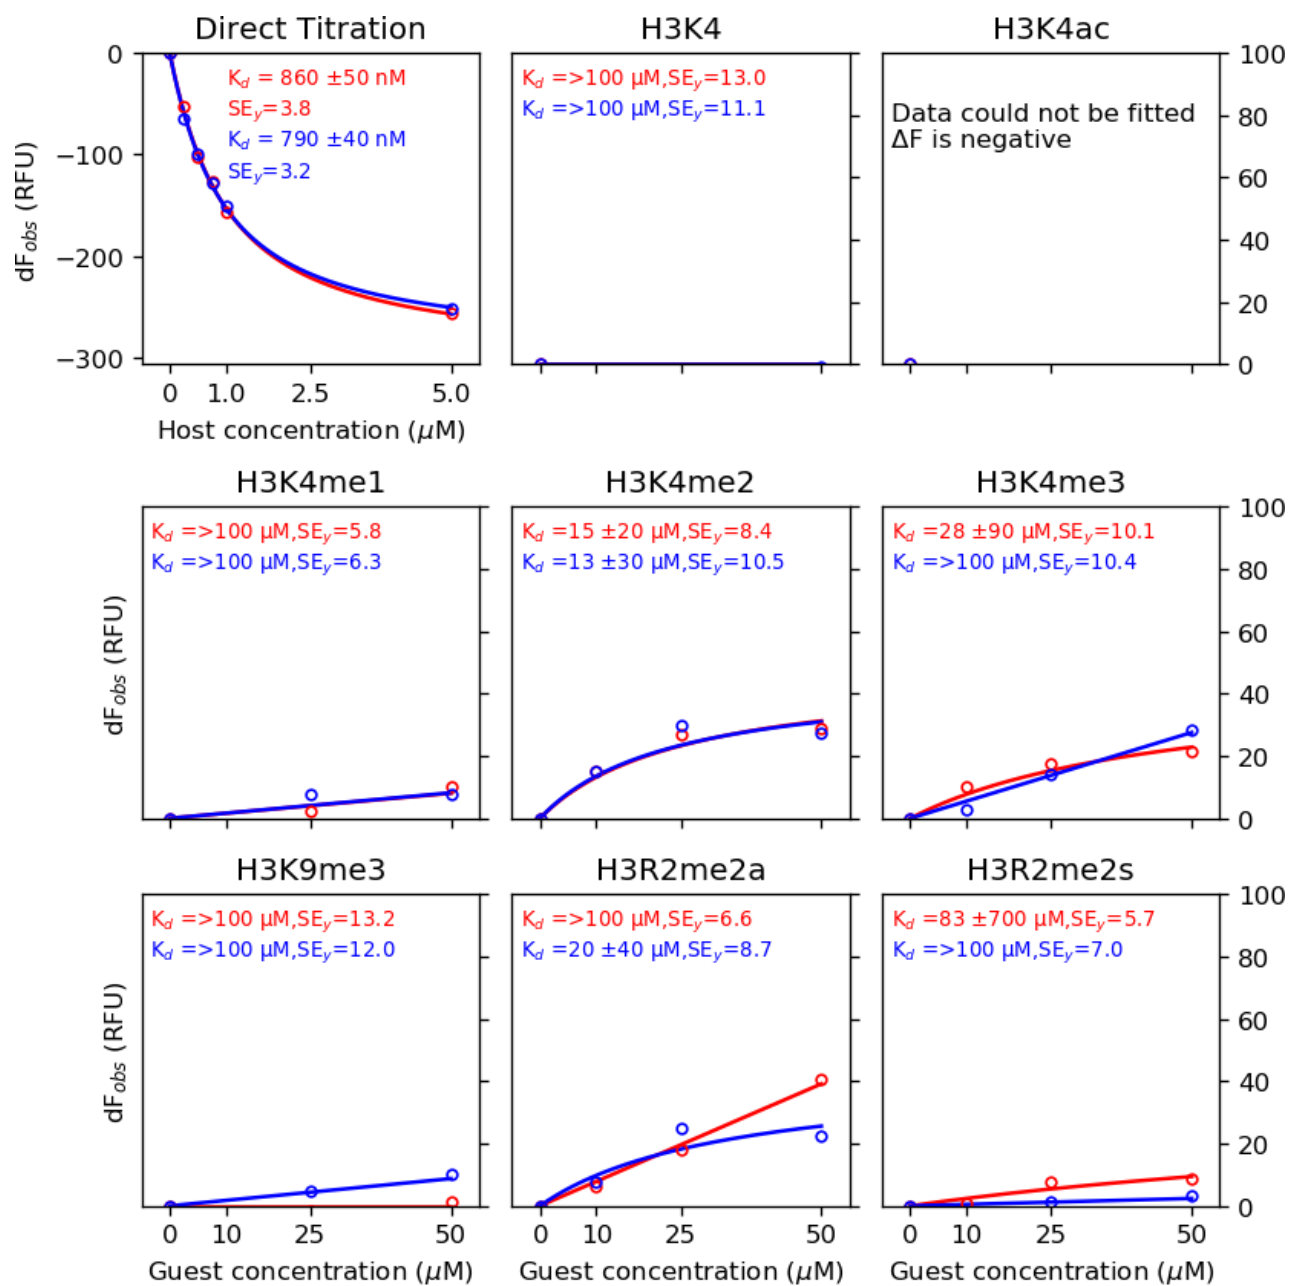 Direct Titration
H3K4
H3K4ac
0
−100
−200
−300
dF_obs (RFU)
K_d = 860 ±50 nM
SE_y=3.8
K_d = 790 ±40 nM
SE_y=3.2
0 1.0 2.5 5.0
Host concentration (μM)
K_d =>100 µM,SE_y=13.0
K_d =>100 µM,SE_y=11.1
Data could not be fitted
ΔF is negative
100
80
60
40
20
0
H3K4me1
H3K4me2
H3K4me3
dF_obs (RFU)
K_d =>100 µM,SE_y=5.8
K_d =>100 µM,SE_y=6.3
K_d =15 ±20 µM,SE_y=8.4
K_d =13 ±30 µM,SE_y=10.5
K_d =28 ±90 µM,SE_y=10.1
K_d =>100 µM,SE_y=10.4
100
80
60
40
20
0
H3K9me3
H3R2me2a
H3R2me2s
dF_obs (RFU)
K_d =>100 µM,SE_y=13.2
K_d =>100 µM,SE_y=12.0
K_d =>100 µM,SE_y=6.6
K_d =20 ±40 µM,SE_y=8.7
K_d =83 ±700 µM,SE_y=5.7
K_d =>100 µM,SE_y=7.0
100
80
60
40
20
0
0 10 25 50
0 10 25 50
0 10 25 50
Guest concentration (μM)
Guest concentration (μM)
Guest concentration (μM)